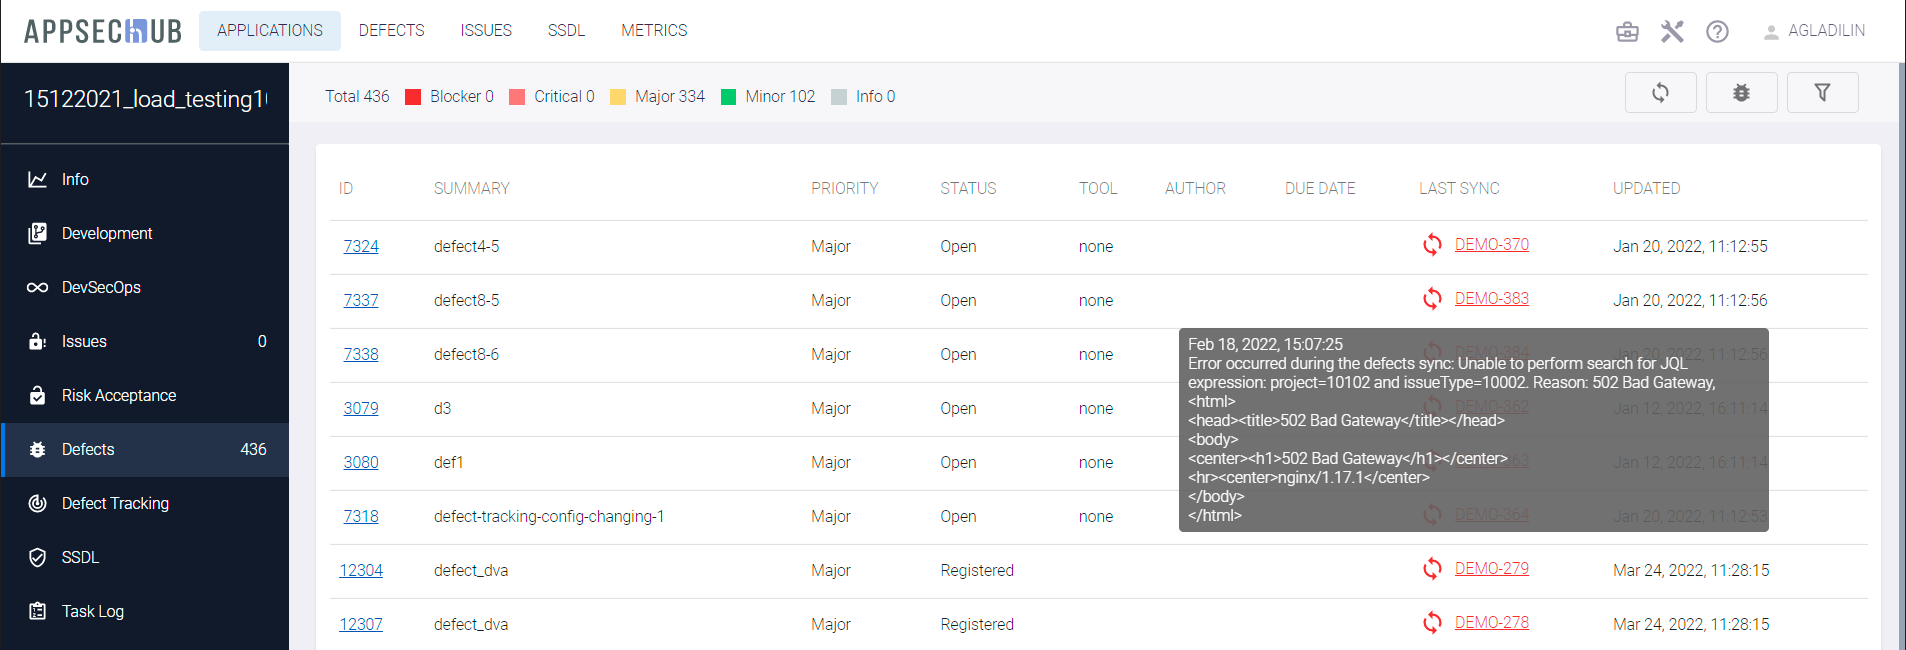 APPSECHUB APPLICATIONS DEFECTS ISSUES SSDL METRICS AGLADILIN
15122021_load_testing1
Total 436 Blocker 0 Critical 0 Major 334 Minor 102 Info 0
Info
Development
DevSecOps
Issues 0
Risk Acceptance
Defects 436
Defect Tracking
SSDL
Task Log
ID SUMMARY PRIORITY STATUS TOOL AUTHOR DUE DATE LAST SYNC UPDATED
7324 defect4-5 Major Open none DEMO-370 Jan 20, 2022, 11:12:55
7337 defect8-5 Major Open none DEMO-383 Jan 20, 2022, 11:12:56
7338 defect8-6 Major Open none DEMO-384 11:12:56
3079 d3 Major Open none DEMO-362 Jan 12, 2022, 16:11:14
3080 def1 Major Open none Jan 12, 2022, 16:11:14
7318 defect-tracking-config-changing-1 Major Open none DEMO-364 Jan 20, 2022, 11:12:53
12304 defect_dva Major Registered DEMO-279 Mar 24, 2022, 11:28:15
12307 defect_dva Major Registered DEMO-278 Mar 24, 2022, 11:28:15
Feb 18, 2022, 15:07:25
Error occurred during the defects sync: Unable to perform search for JQL
expression: project=10102 and issueType=10002. Reason: 502 Bad Gateway,
<html>
<head><title>502 Bad Gateway</title></head>
<body>
<center><h1>502 Bad Gateway</h1></center>
<hr><center>nginx/1.17.1</center>
</body>
</html>